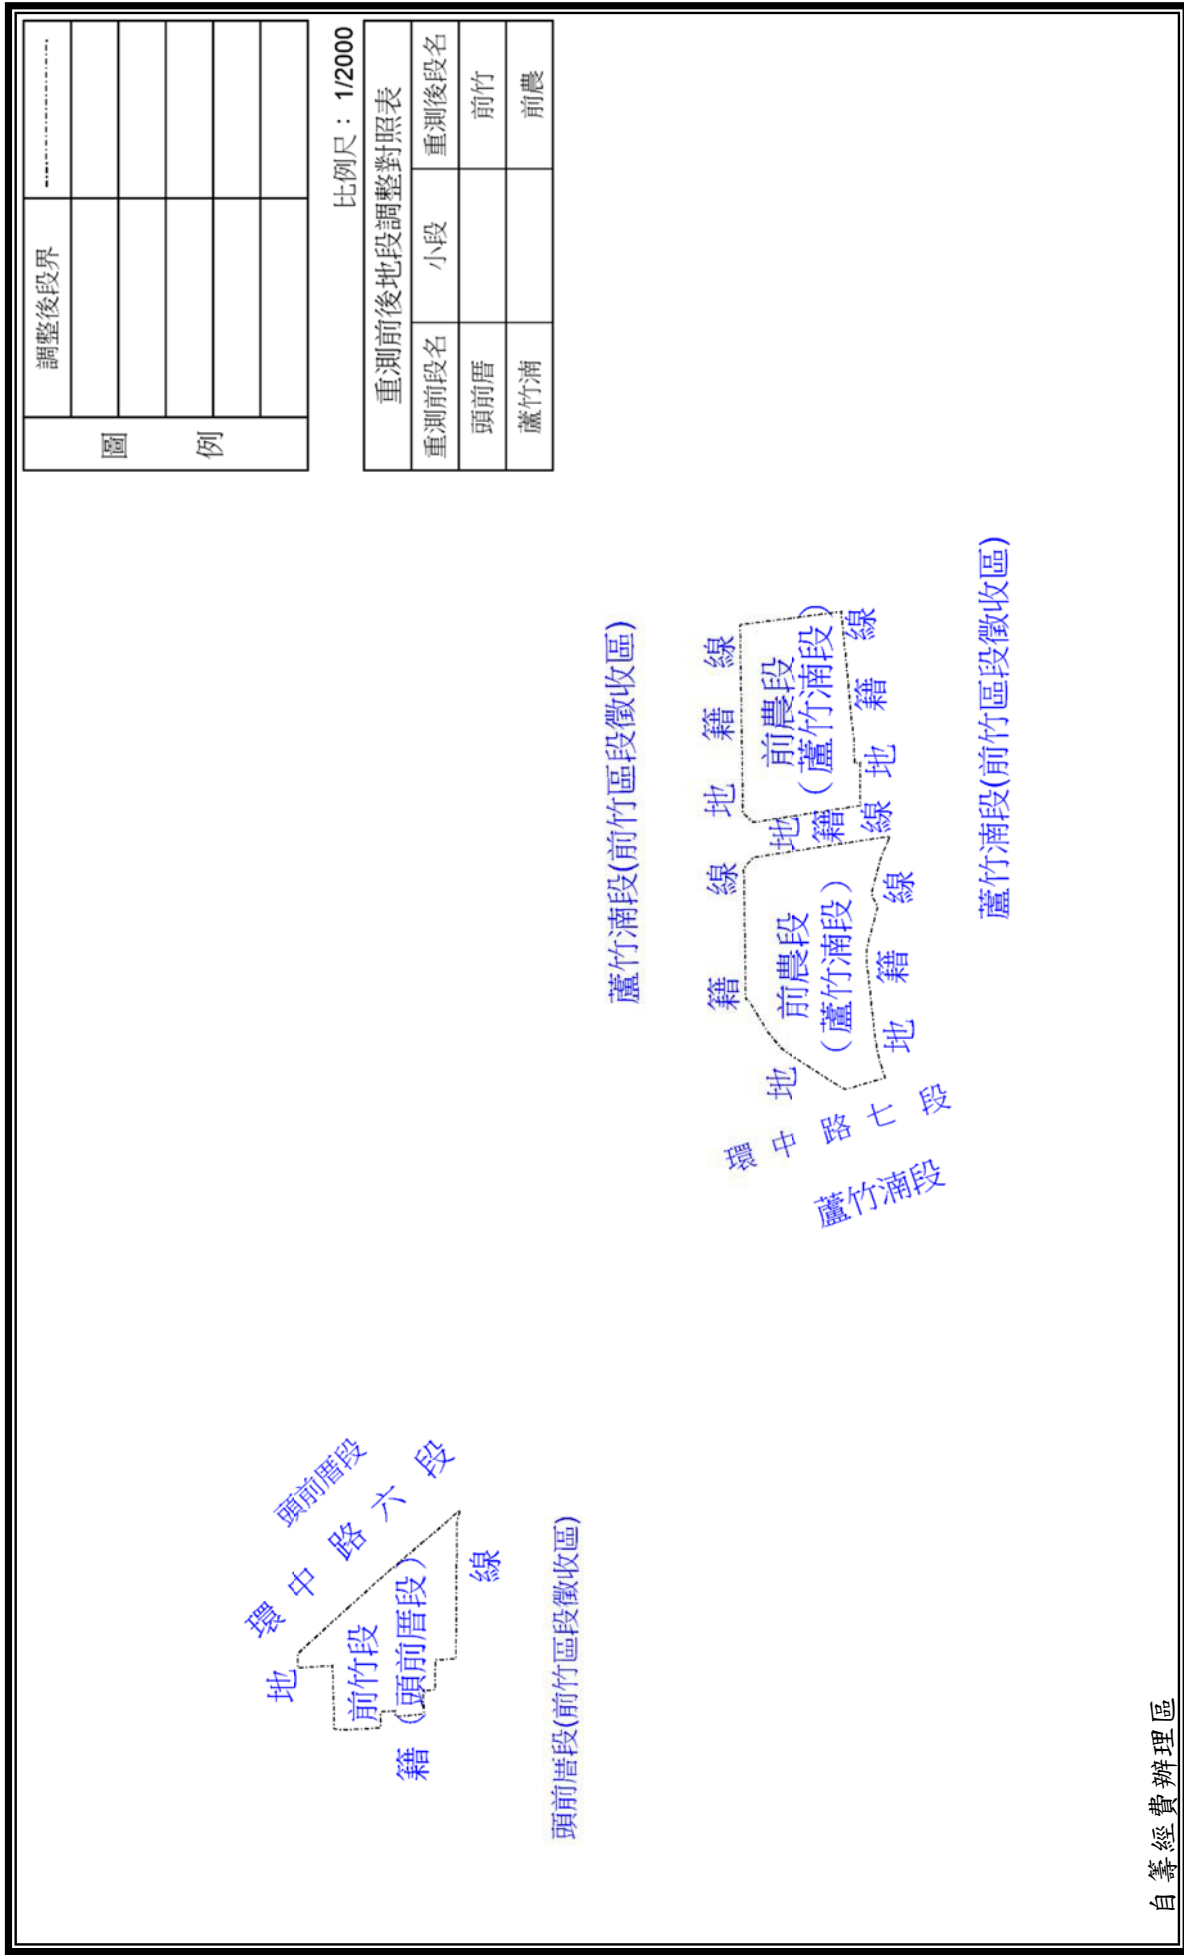 自籌經費辦理區
圖例
調整後段界
比例尺：1/2000
重測前後地段調整對照表
重測前段名 小段 重測後段名
頭前厝 前竹
蘆竹湳 前農
頭前厝段
環中路六段
地籍線
前竹段
（頭前厝段）
頭前厝段(前竹區段徵收區)
蘆竹湳段(前竹區段徵收區)
地籍線
地籍線
前農段
（蘆竹湳段）
地籍線
地籍線
前農段
（蘆竹湳段）
地籍線
環中路七段
蘆竹湳段
蘆竹湳段(前竹區段徵收區)